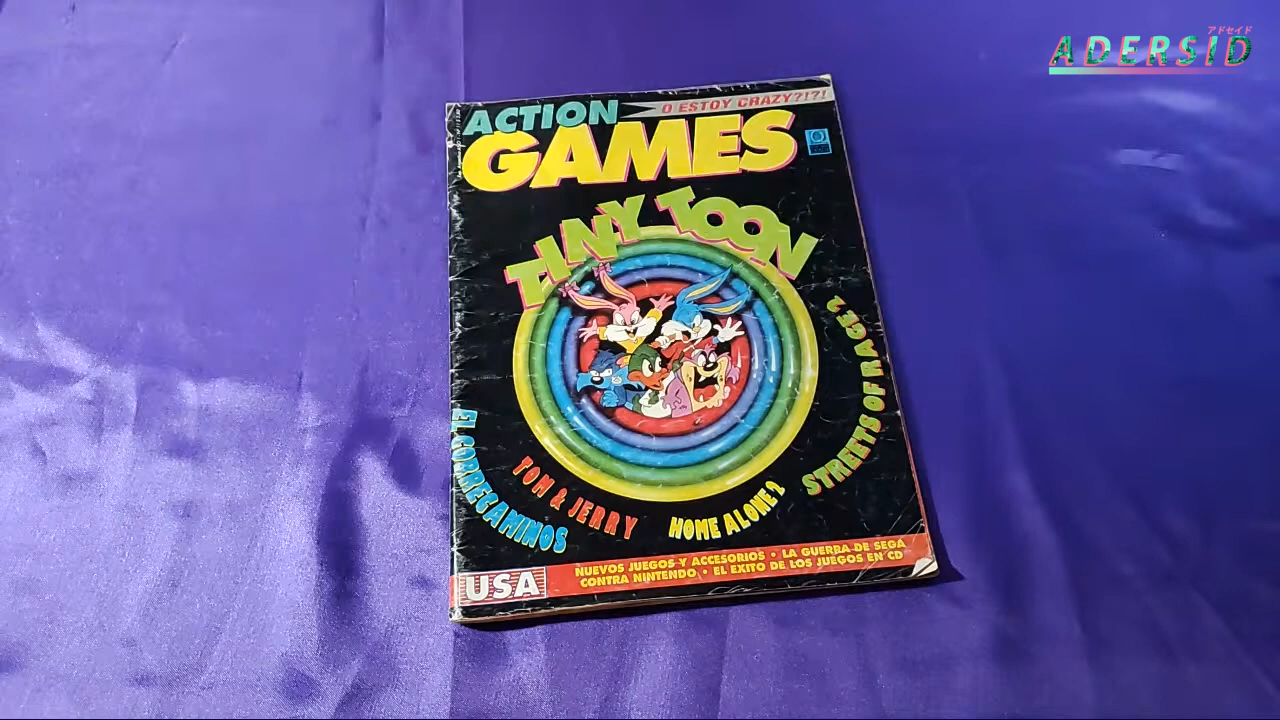 アドセイド
ADERSID
O ESTOY CRAZY?!?!
ACTION
GAMES
TINY TOON
STREETS OF RAGE 2
EL CORRECAMINOS
TOM & JERRY
HOME ALONE 2
NUEVOS JUEGOS Y ACCESORIOS • LA GUERRA DE SEGA
CONTRA NINTENDO • EL EXITO DE LOS JUEGOS EN CD
USA